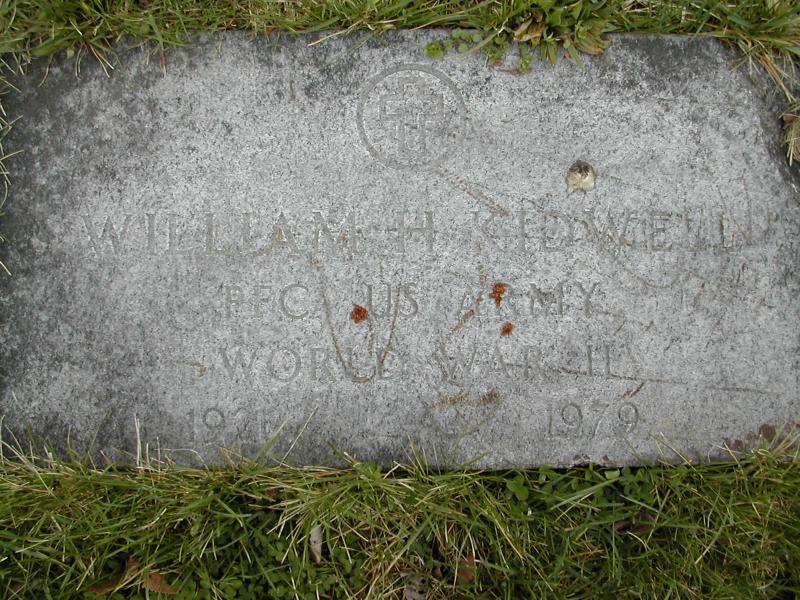 WILLIAM H KIDWELL
PFC US ARMY
WORLD WAR II
1921 1979